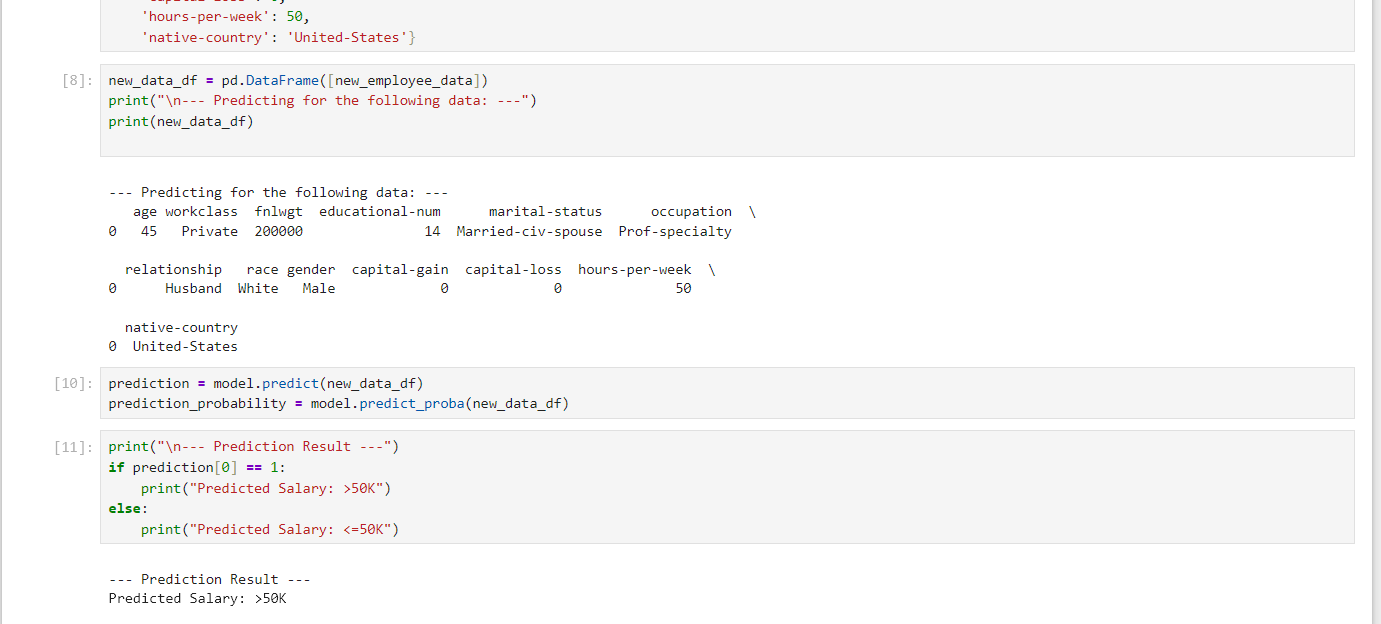 'hours-per-week': 50,
'native-country': 'United-States'}
[8]:
new_data_df = pd.DataFrame([new_employee_data])
print("\n--- Predicting for the following data: ---")
print(new_data_df)
--- Predicting for the following data: ---
age workclass fnlwgt educational-num marital-status occupation \
0 45 Private 200000 14 Married-civ-spouse Prof-specialty
relationship race gender capital-gain capital-loss hours-per-week \
0 Husband White Male 0 0 50
native-country
0 United-States
[10]:
prediction = model.predict(new_data_df)
prediction_probability = model.predict_proba(new_data_df)
[11]:
print("\n--- Prediction Result ---")
if prediction[0] == 1:
print("Predicted Salary: >50K")
else:
print("Predicted Salary: <=50K")
--- Prediction Result ---
Predicted Salary: >50K